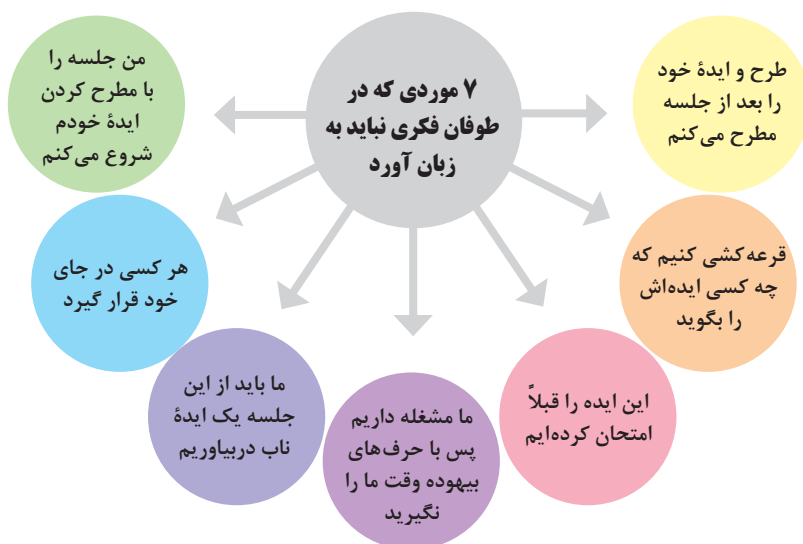 ۷ موردی که در
طوفان فکری نباید به
زبان آورد
طرح و ایدهٔ خود
را بعد از جلسه
مطرح می‌کنم
قرعه‌کشی کنیم که
چه کسی ایده‌اش
را بگوید
این ایده را قبلاً
امتحان کرده‌ایم
ما مشغله داریم
پس با حرف‌های
بیهوده وقت ما را
نگیرید
ما باید از این
جلسه یک ایدهٔ
ناب دربیاوریم
هر کسی در جای
خود قرار گیرد
من جلسه را
با مطرح کردن
ایدهٔ خودم
شروع می‌کنم